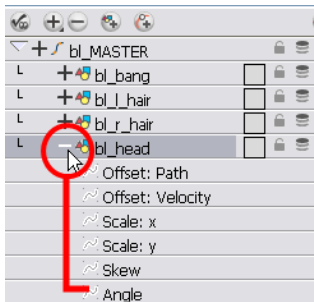 bl_MASTER
bl_bang
bl_l_hair
bl_r_hair
bl_head
Offset: Path
Offset: Velocity
Scale: x
Scale: y
Skew
Angle